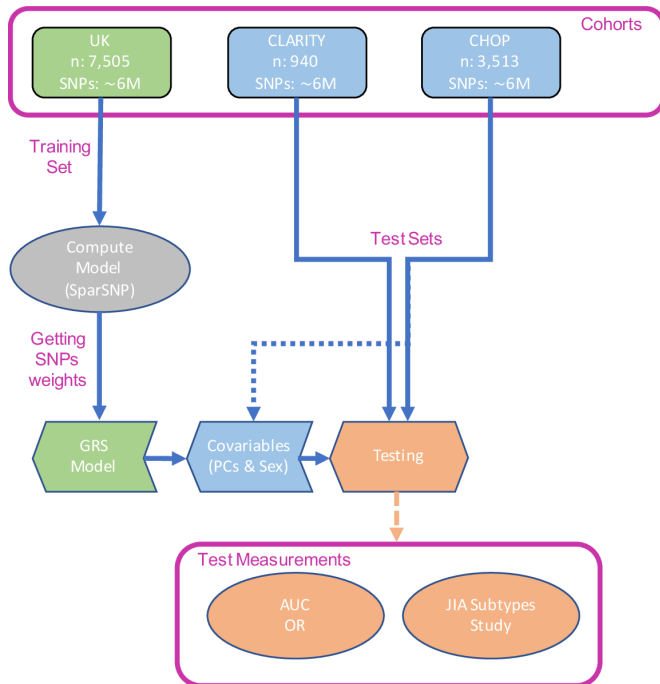 Cohorts
UK
n: 7,505
SNPs: ~6M
CLARITY
n: 940
SNPs: ~6M
CHOP
n: 3,513
SNPs: ~6M
Training
Set
Test Sets
Compute
Model
(SparSNP)
Getting
SNPs
weights
GRS
Model
Covariables
(PCs & Sex)
Testing
Test Measurements
AUC
OR
JIA Subtypes
Study